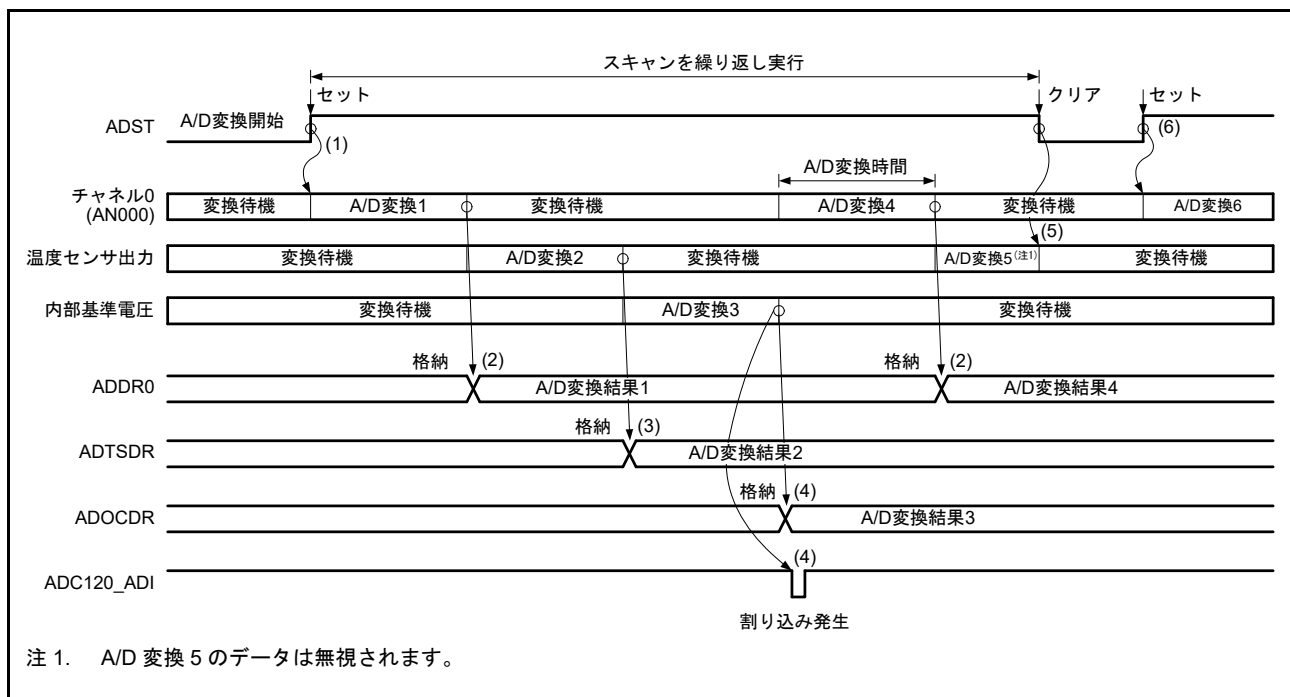 スキャンを繰り返し実行
セット
クリア
セット
ADST
A/D変換開始
(1)
(6)
A/D変換時間
チャネル0
(AN000)
変換待機
A/D変換1
変換待機
A/D変換4
変換待機
A/D変換6
(5)
温度センサ出力
変換待機
A/D変換2
変換待機
A/D変換5(注1)
変換待機
内部基準電圧
変換待機
A/D変換3
変換待機
格納
(2)
格納
(2)
ADDR0
A/D変換結果1
A/D変換結果4
格納
(3)
ADTSDR
A/D変換結果2
格納
(4)
ADOCDR
A/D変換結果3
(4)
ADC120_ADI
割り込み発生
注 1. A/D 変換 5 のデータは無視されます。